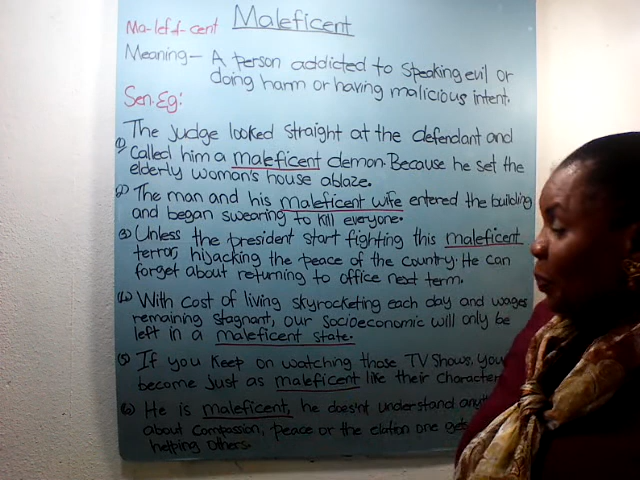 Maleficent
Ma-lef-f-cent
Meaning - A person addicted to speaking evil or
doing harm or having malicious intent.
Sen. Eg:
1) The judge looked straight at the defendant and
called him a maleficent demon. Because he set the
elderly woman's house ablaze.
2) The man and his maleficent wife entered the building
and began swearing to kill everyone.
3) Unless the president start fighting this maleficent
terror, hijacking the peace of the country. He can
forget about returning to office next term.
4) With cost of living skyrocketing each day and wages
remaining stagnant, our socioeconomic will only be
left in a maleficent state.
5) If you keep on watching those TV Shows, you
become just as maleficent like their
6) He is maleficent, he does'nt understand
about compassion, peace or the elation one gets
helping others.